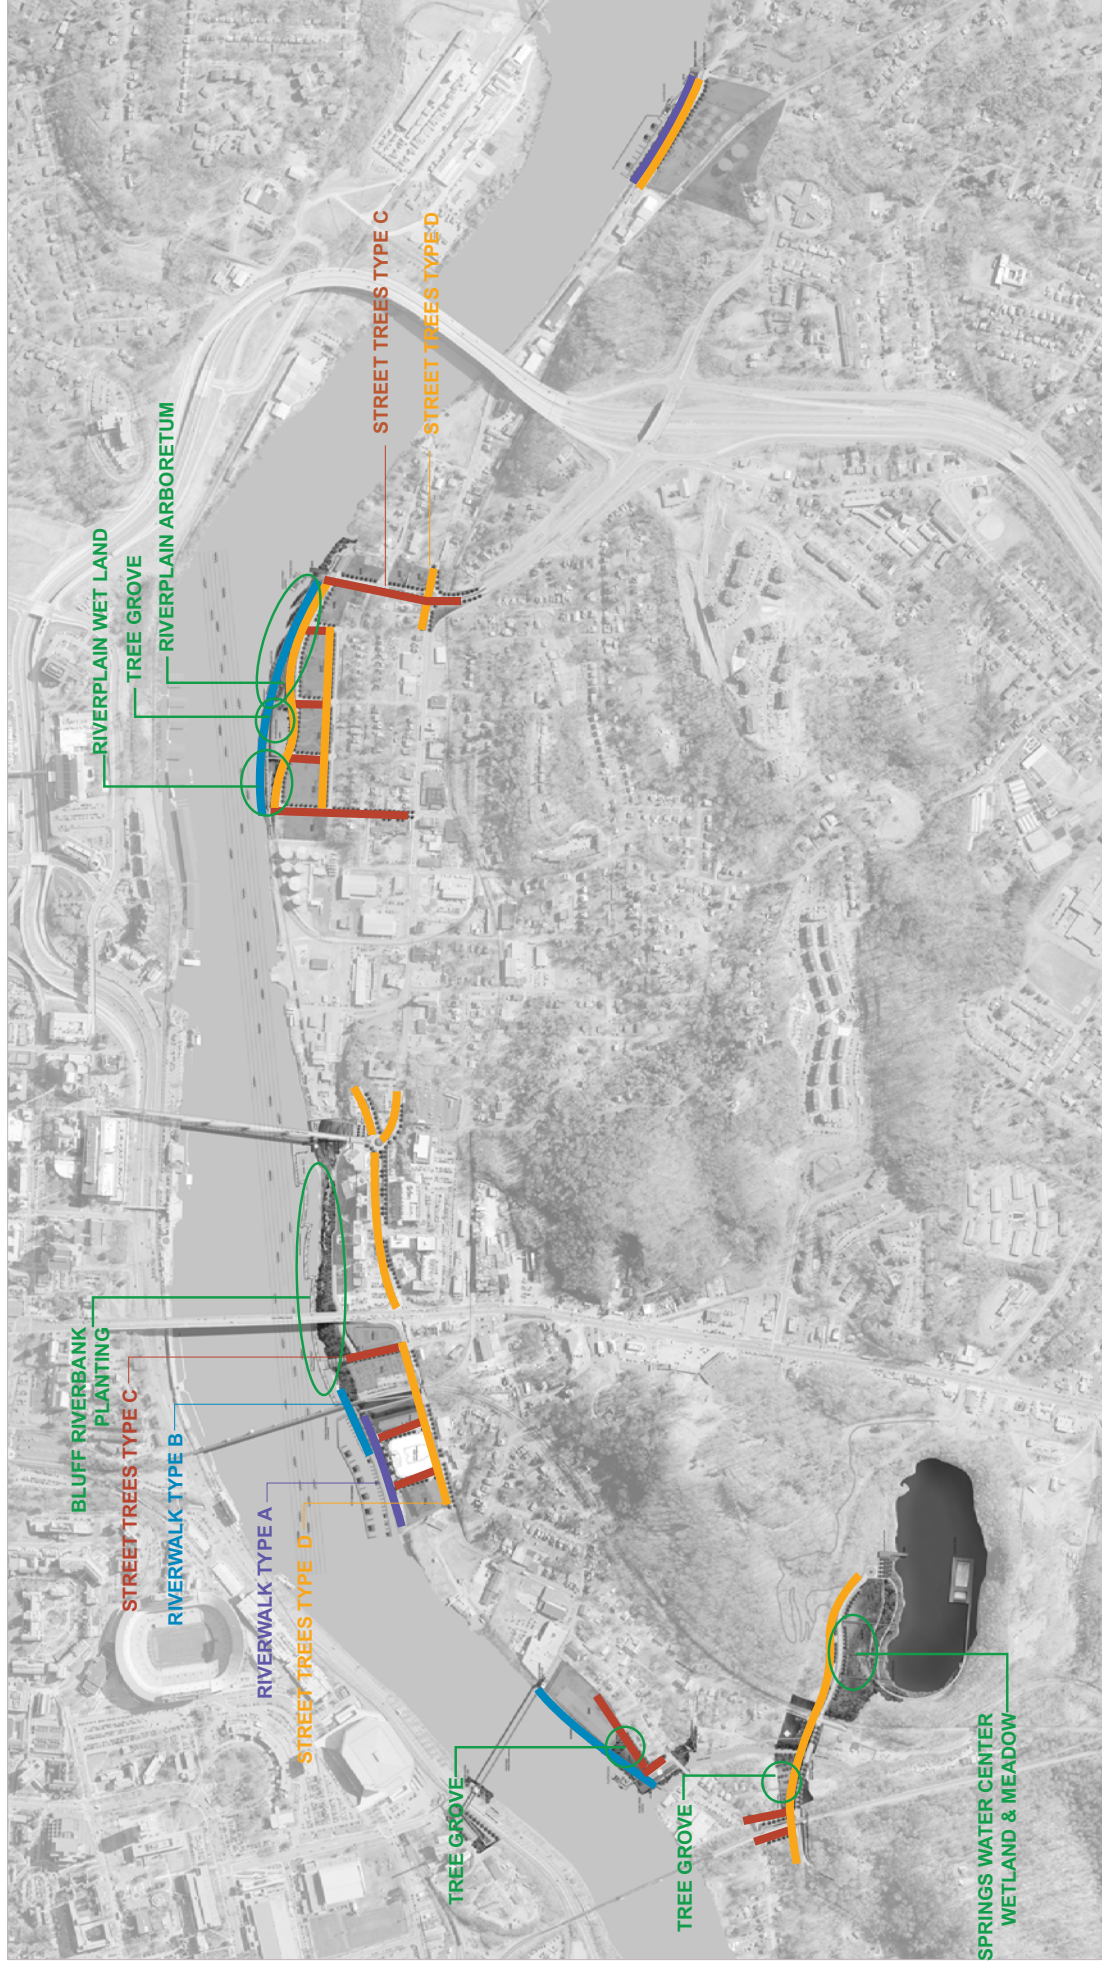 STREET TREES TYPE C
STREET TREES TYPE D
RIVERPLAIN ARBORETUM
RIVERPLAIN WET LAND
TREE GROVE
BLUFF RIVERBANK
PLANTING
STREET TREES TYPE C
RIVERWALK TYPE B
RIVERWALK TYPE A
STREET TREES TYPE D
TREE GROVE
TREE GROVE
SPRINGS WATER CENTER
WETLAND & MEADOW